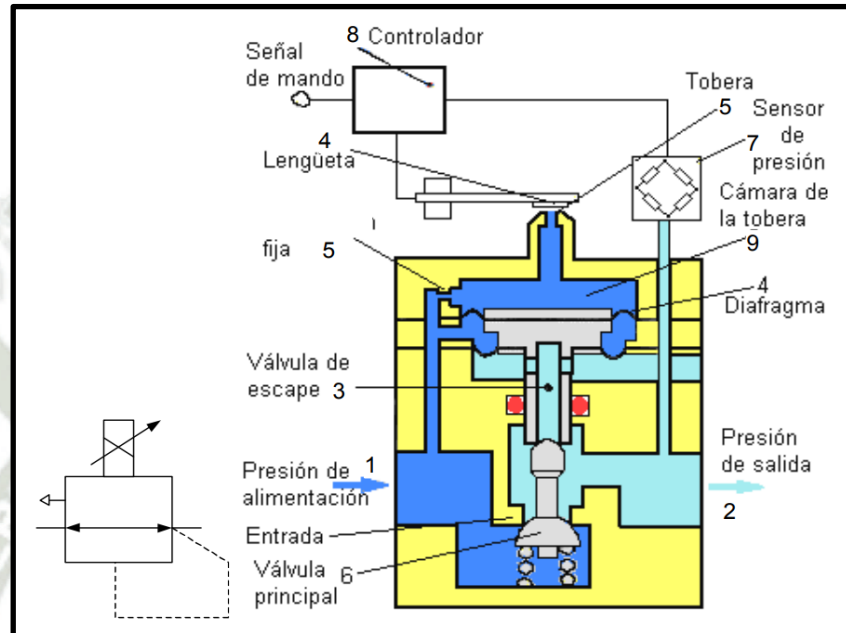 8 Controlador
Señal
de mando
Tobera
5
Sensor
de
presión
7
4
Lengüeta
Cámara de
la tobera
9
fija 5
4
Diafragma
Válvula de
escape 3
Presión de
alimentación
1
Presión
de salida
2
Entrada
Válvula 6
principal